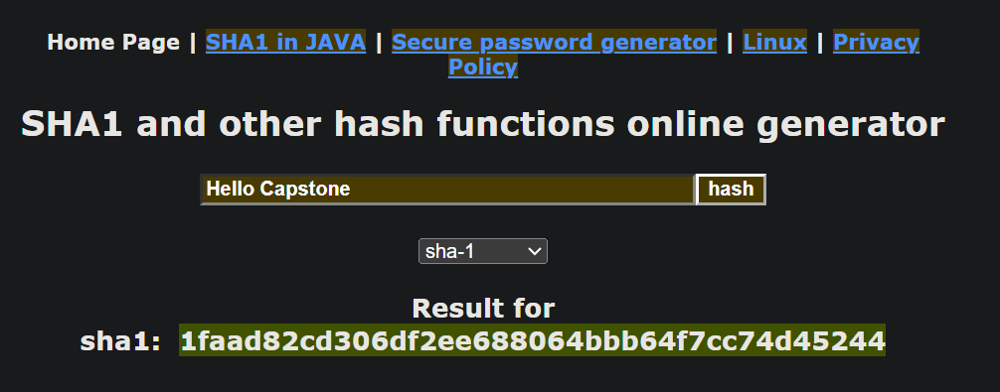 Home Page | SHA1 in JAVA | Secure password generator | Linux | Privacy
Policy
SHA1 and other hash functions online generator
Hello Capstone hash
sha-1
Result for
sha1: 1faad82cd306df2ee688064bbb64f7cc74d45244